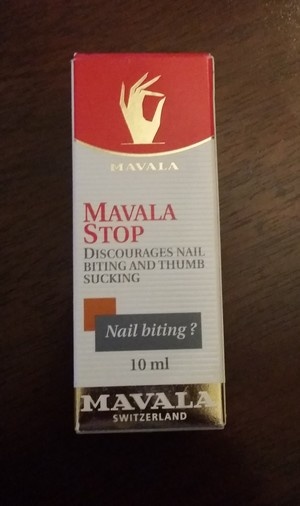 MAVALA
MAVALA
STOP
DISCOURAGES NAIL
BITING AND THUMB
SUCKING
Nail biting ?
10 ml
MAVALA
SWITZERLAND